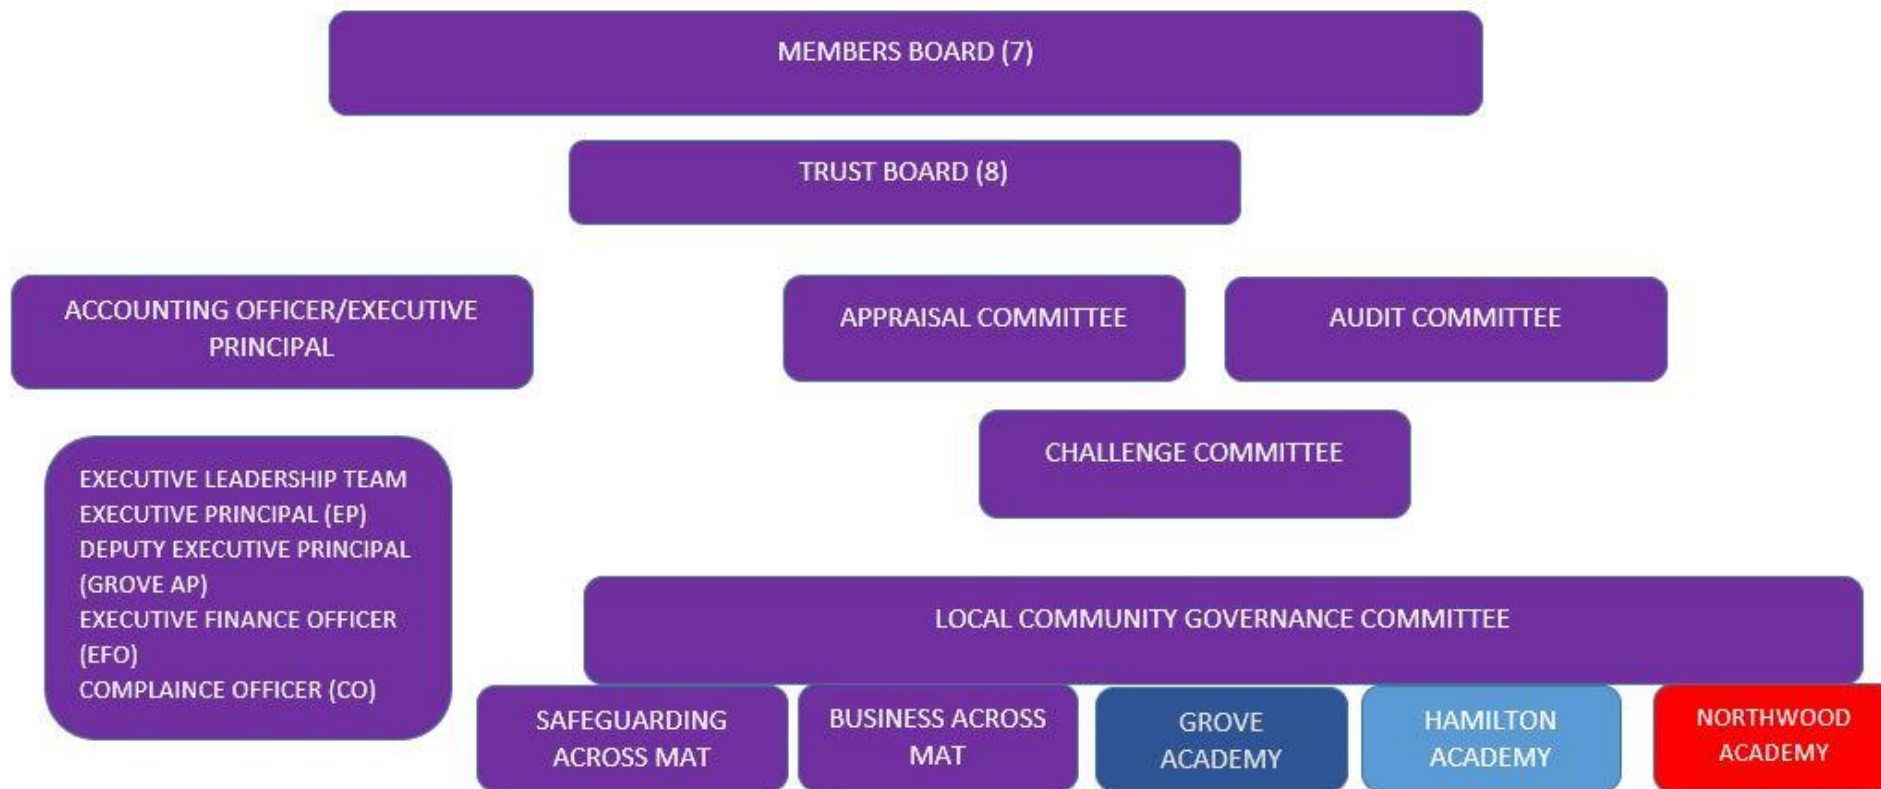 MEMBERS BOARD (7)
TRUST BOARD (8)
ACCOUNTING OFFICER/EXECUTIVE
PRINCIPAL
APPRAISAL COMMITTEE
AUDIT COMMITTEE
CHALLENGE COMMITTEE
EXECUTIVE LEADERSHIP TEAM
EXECUTIVE PRINCIPAL (EP)
DEPUTY EXECUTIVE PRINCIPAL
(GROVE AP)
EXECUTIVE FINANCE OFFICER
(EFO)
COMPLAINCE OFFICER (CO)
LOCAL COMMUNITY GOVERNANCE COMMITTEE
SAFEGUARDING
ACROSS MAT
BUSINESS ACROSS
MAT
GROVE
ACADEMY
HAMILTON
ACADEMY
NORTHWOOD
ACADEMY